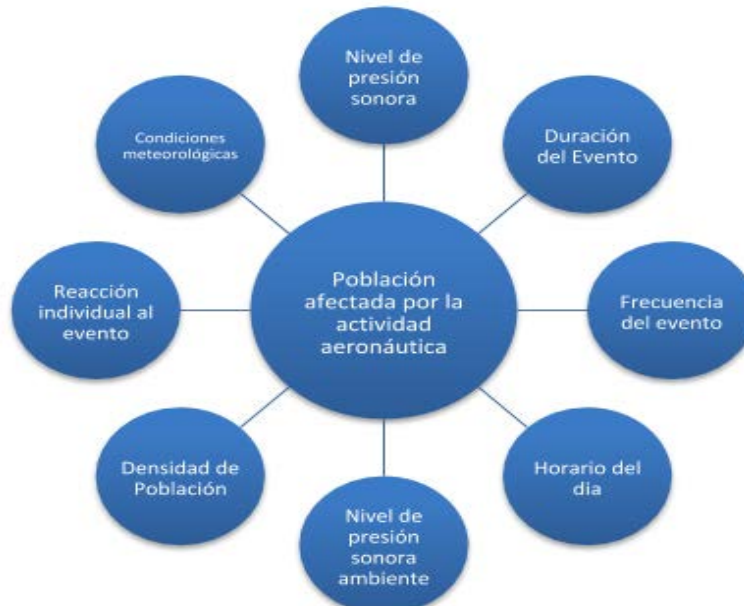 Nivel de
presión
sonora
Duración
del Evento
Frecuencia
del evento
Horario del
dia
Nivel de
presión
sonora
ambiente
Densidad de
Población
Reacción
individual al
evento
Condiciones
meteorológicas
Población
afectada por la
actividad
aeronáutica